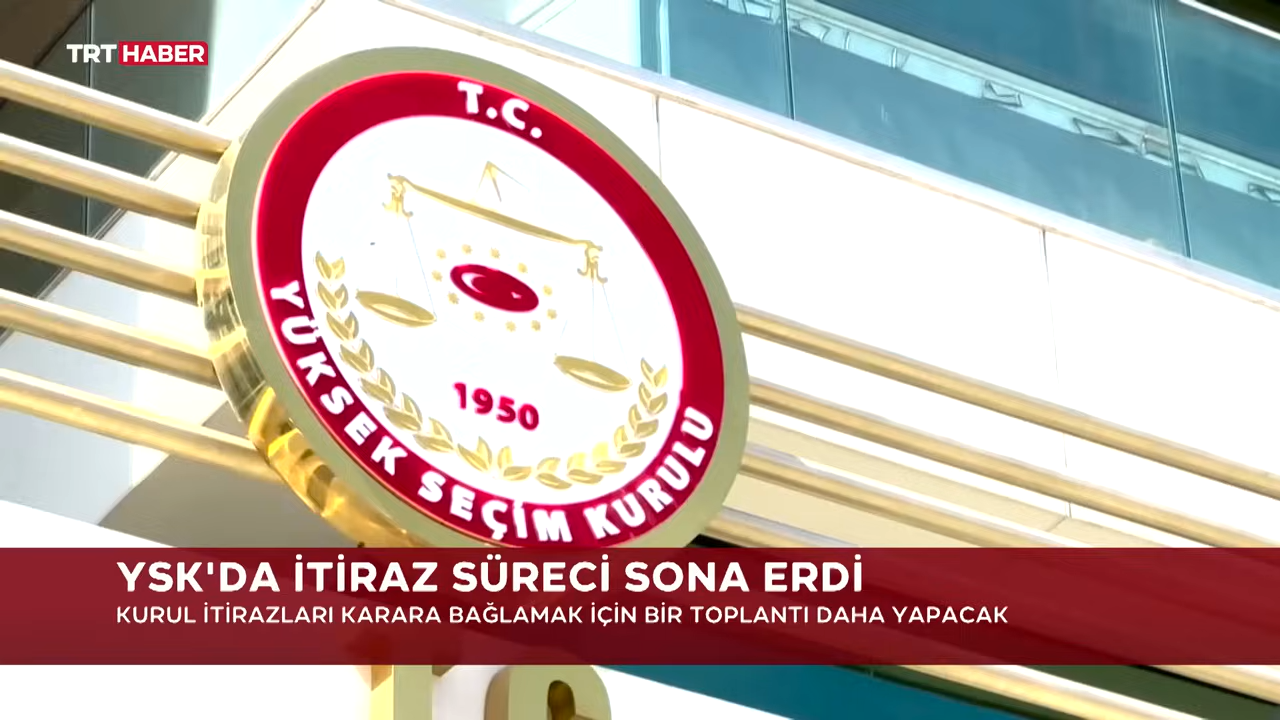 TRT HABER
T.C.
YÜKSEK SEÇİM KURULU
1950
YSK'DA İTİRAZ SÜRECİ SONA ERDİ
KURUL İTİRAZLARI KARARA BAĞLAMAK İÇİN BİR TOPLANTI DAHA YAPACAK